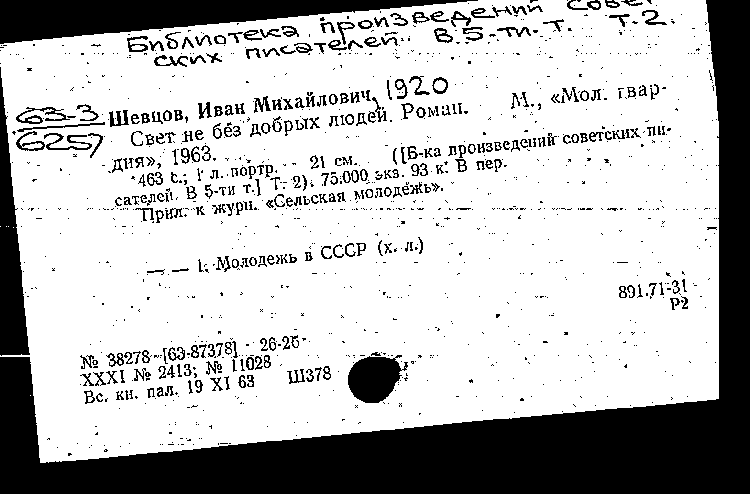 Библиотека произведений совет
ских писателей. В 5-ти т. Т. 2.
63-3
6257
Шевцов, Иван Михайлович, 1920
Свет не без добрых людей. Роман. М., «Мол. гвар-
дия», 1963.
463 с.; 1 л. портр. 21 см. ([Б-ка произведений советских пи-
сателей. В 5-ти т.] Т. 2). 75.000 экз. 93 к. В пер.
Прил. к журн. «Сельская молодежь».
— — 1. Молодежь в СССР (х. л.)
891.71-31
Р2
№ 38278 [63-87378] 26-26
XXXI № 2413; № 11028
Вс. кн. пал. 19 XI 63 Ш378